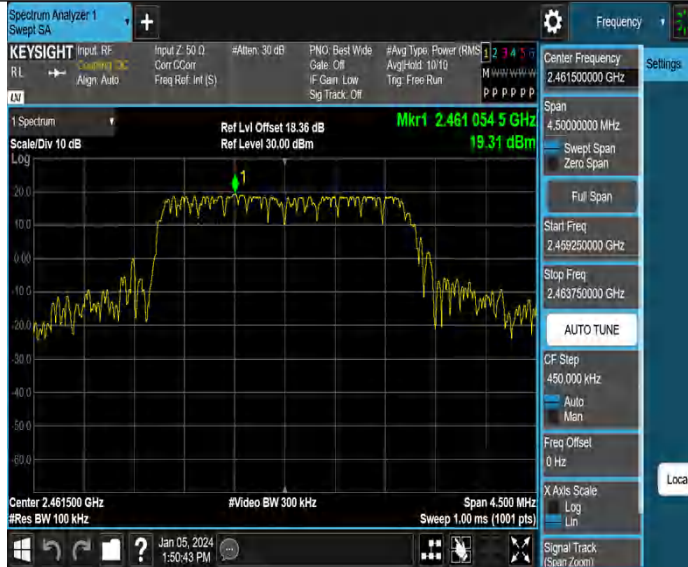 Spectrum Analyzer 1
Swept SA
+
Frequency
KEYSIGHT
Input: RF
Coupling: DC
Align: Auto
Input Z: 50 Ω
Corr CCorr
Freq Ref: Int (S)
#Atten: 30 dB
PNO: Best Wide
Gate: Off
IF Gain: Low
Sig Track: Off
#Avg Type: Power (RMS
Avg|Hold: 10/10
Trig: Free Run
1 2 3 4 5 6
M W W W W W
P P P P P P
RL
LXI
1 Spectrum
Scale/Div 10 dB
Ref Lvl Offset 18.36 dB
Ref Level 30.00 dBm
Mkr1 2.461 054 5 GHz
19.31 dBm
Log
1
20.0
10.0
0.00
-10.0
-20.0
-30.0
-40.0
-50.0
-60.0
Center 2.461500 GHz
#Res BW 100 kHz
#Video BW 300 kHz
Span 4.500 MHz
Sweep 1.00 ms (1001 pts)
Center Frequency
2.461500000 GHz
Settings
Span
4.50000000 MHz
Swept Span
Zero Span
Full Span
Start Freq
2.459250000 GHz
Stop Freq
2.463750000 GHz
AUTO TUNE
CF Step
450.000 kHz
Auto
Man
Freq Offset
0 Hz
X Axis Scale
Log
Lin
Loca
Signal Track
(Span Zoom)
?
Jan 05, 2024
1:50:43 PM